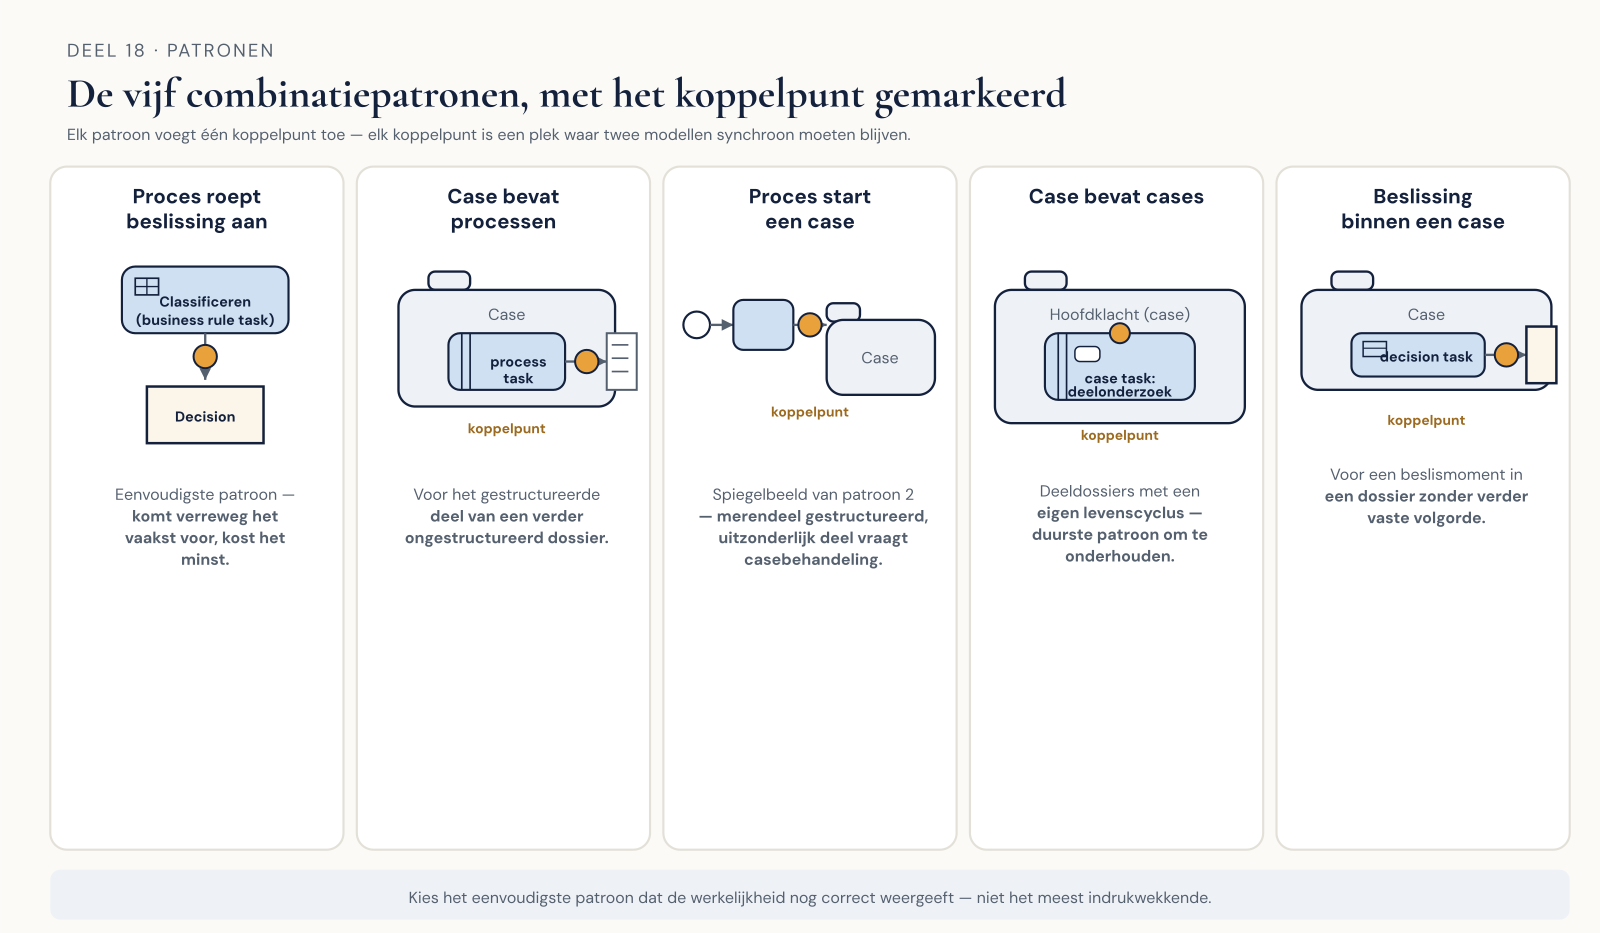 DEEL 18 · PATRONEN
De vijf combinatiepatronen, met het koppelpunt gemarkeerd
Elk patroon voegt één koppelpunt toe — elk koppelpunt is een plek waar twee modellen synchroon moeten blijven.
Proces roept
beslissing aan
Classificeren
(business rule task)
Decision
Eenvoudigste patroon —
komt verreweg het
vaakst voor, kost het
minst.
Case bevat
processen
Case
process
task
koppelpunt
Voor het gestructureerde
deel van een verder
ongestructureerd dossier.
Proces start
een case
Case
koppelpunt
Spiegelbeeld van patroon 2
— merendeel gestructureerd,
uitzonderlijk deel vraagt
casebehandeling.
Case bevat cases
Hoofdklacht (case)
case task:
deelonderzoek
koppelpunt
Deeldossiers met een
eigen levenscyclus —
duurste patroon om te
onderhouden.
Beslissing
binnen een case
Case
decision task
koppelpunt
Voor een beslismoment in
een dossier zonder verder
vaste volgorde.
Kies het eenvoudigste patroon dat de werkelijkheid nog correct weergeeft — niet het meest indrukwekkende.